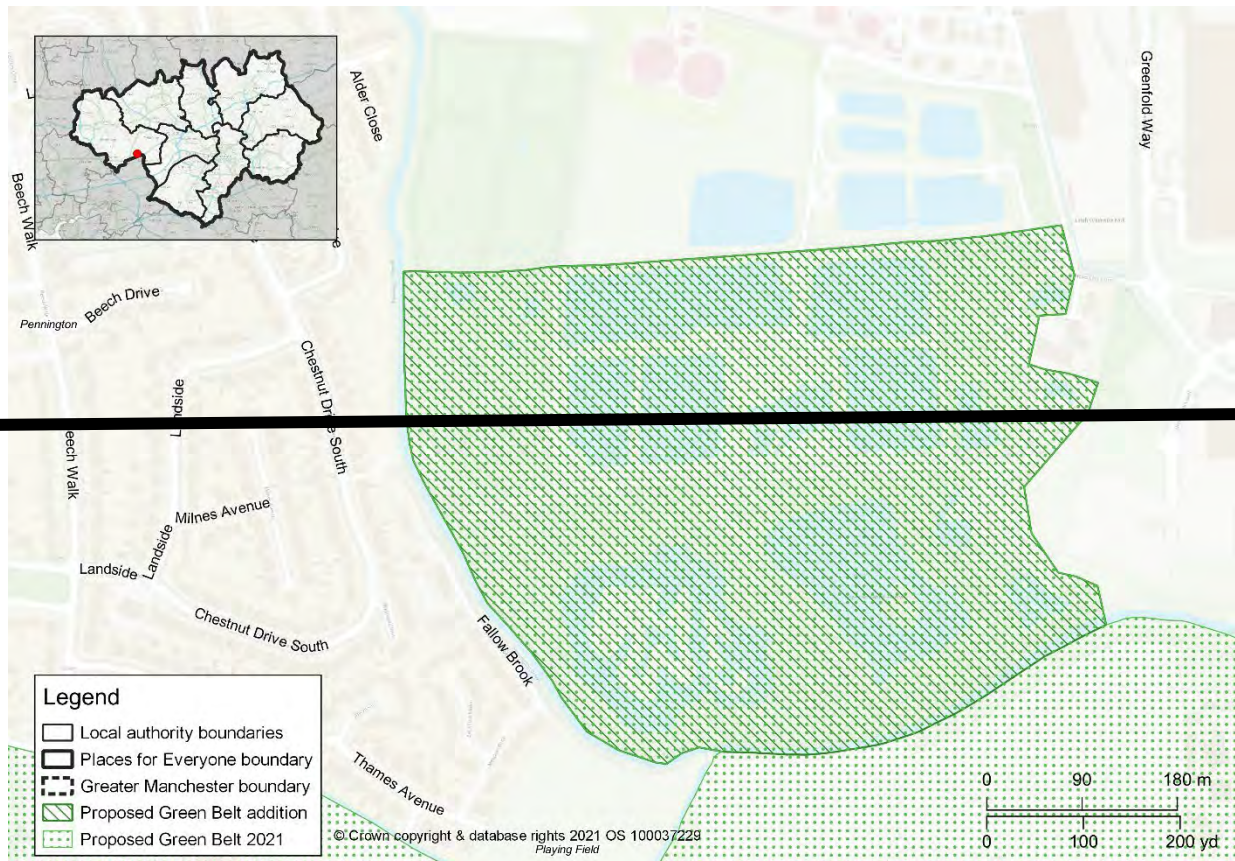 Alder Close
Greenfold Way
Beech Walk
Beech Drive
Pennington
Chestnut Drive South
Landside
Beech Walk
Milnes Avenue
Landside
Landside
Chestnut Drive South
Fallow Brook
Thames Avenue
Legend
Local authority boundaries
Places for Everyone boundary
Greater Manchester boundary
Proposed Green Belt addition
Proposed Green Belt 2021
© Crown copyright & database rights 2021 OS 100037229
Playing Field
0 90 180 m
0 100 200 yd